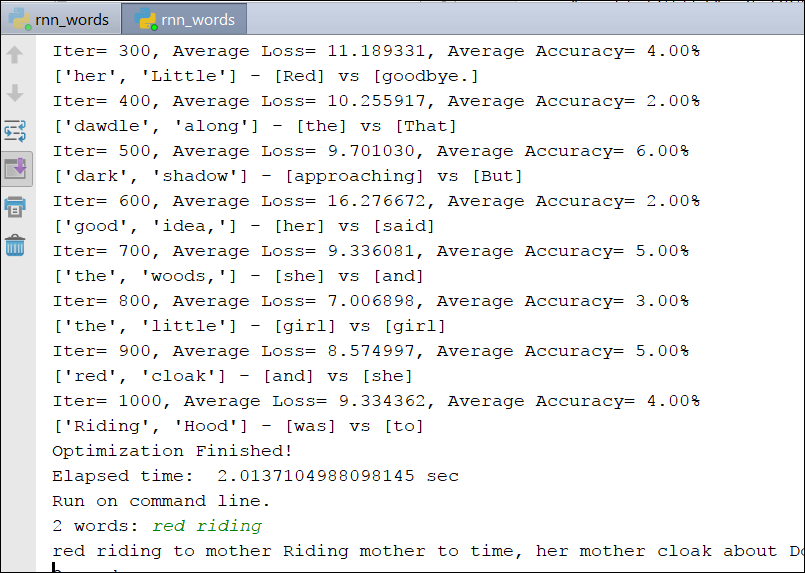 rnn_words rnn_words
Iter= 300, Average Loss= 11.189331, Average Accuracy= 4.00%
['her', 'Little'] - [Red] vs [goodbye.]
Iter= 400, Average Loss= 10.255917, Average Accuracy= 2.00%
['dawdle', 'along'] - [the] vs [That]
Iter= 500, Average Loss= 9.701030, Average Accuracy= 6.00%
['dark', 'shadow'] - [approaching] vs [But]
Iter= 600, Average Loss= 16.276672, Average Accuracy= 2.00%
['good', 'idea,'] - [her] vs [said]
Iter= 700, Average Loss= 9.336081, Average Accuracy= 5.00%
['the', 'woods,'] - [she] vs [and]
Iter= 800, Average Loss= 7.006898, Average Accuracy= 3.00%
['the', 'little'] - [girl] vs [girl]
Iter= 900, Average Loss= 8.574997, Average Accuracy= 5.00%
['red', 'cloak'] - [and] vs [she]
Iter= 1000, Average Loss= 9.334362, Average Accuracy= 4.00%
['Riding', 'Hood'] - [was] vs [to]
Optimization Finished!
Elapsed time:  2.0137104988098145 sec
Run on command line.
2 words: red riding
red riding to mother Riding mother to time, her mother cloak about